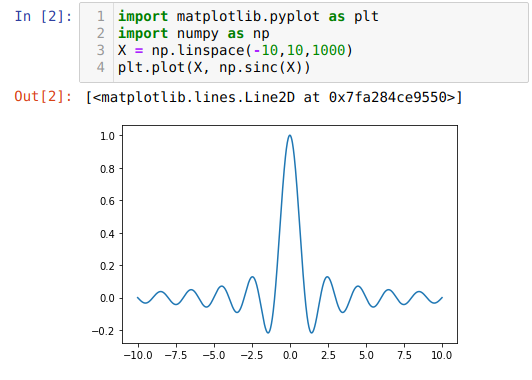 In [2]:
1 import matplotlib.pyplot as plt
2 import numpy as np
3 X = np.linspace(-10,10,1000)
4 plt.plot(X, np.sinc(X))
Out[2]: [<matplotlib.lines.Line2D at 0x7fa284ce9550>]
1.0
0.8
0.6
0.4
0.2
0.0
−0.2
−10.0 −7.5 −5.0 −2.5 0.0 2.5 5.0 7.5 10.0